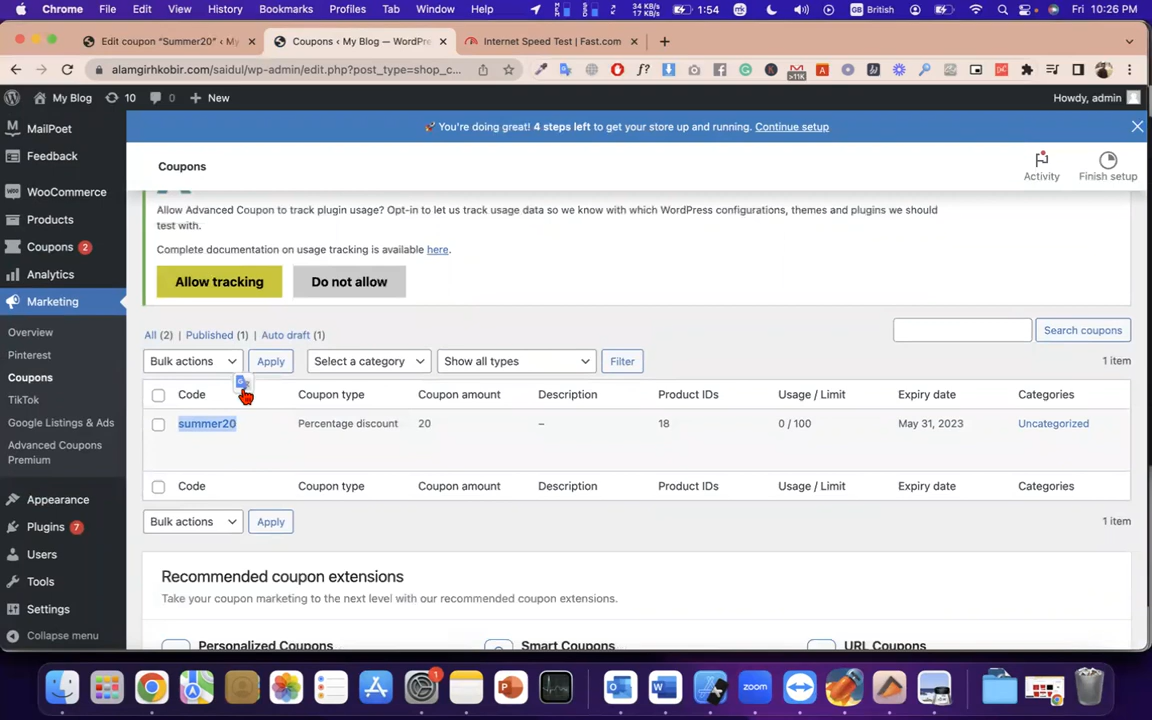 Chrome File Edit View History Bookmarks Profiles Tab Window Help
34 KB/s
17 KB/s
1:54
British
Fri 10:26 PM
Edit coupon “Summer20” ‹ My
Coupons ‹ My Blog — WordPre
Internet Speed Test | Fast.com
alamgirhkobir.com/saidul/wp-admin/edit.php?post_type=shop_c...
f?
>11K
My Blog 10 0 New
Howdy, admin
MailPoet
Feedback
WooCommerce
Products
Coupons 2
Analytics
Marketing
Overview
Pinterest
Coupons
TikTok
Google Listings & Ads
Advanced Coupons
Premium
Appearance
Plugins 7
Users
Tools
Settings
Collapse menu
🚀 You're doing great! 4 steps left to get your store up and running. Continue setup
Coupons
Activity
Finish setup
Allow Advanced Coupon to track plugin usage? Opt-in to let us track usage data so we know with which WordPress configurations, themes and plugins we should
test with.
Complete documentation on usage tracking is available here.
Allow tracking
Do not allow
All (2) | Published (1) | Auto draft (1)
Search coupons
Bulk actions Apply Select a category Show all types Filter
1 item
Code Coupon type Coupon amount Description Product IDs Usage / Limit Expiry date Categories
summer20 Percentage discount 20 – 18 0 / 100 May 31, 2023 Uncategorized
Code Coupon type Coupon amount Description Product IDs Usage / Limit Expiry date Categories
Bulk actions Apply
1 item
Recommended coupon extensions
Take your coupon marketing to the next level with our recommended coupon extensions.
Personalized Coupons
Smart Coupons
URL Coupons
1
zoom